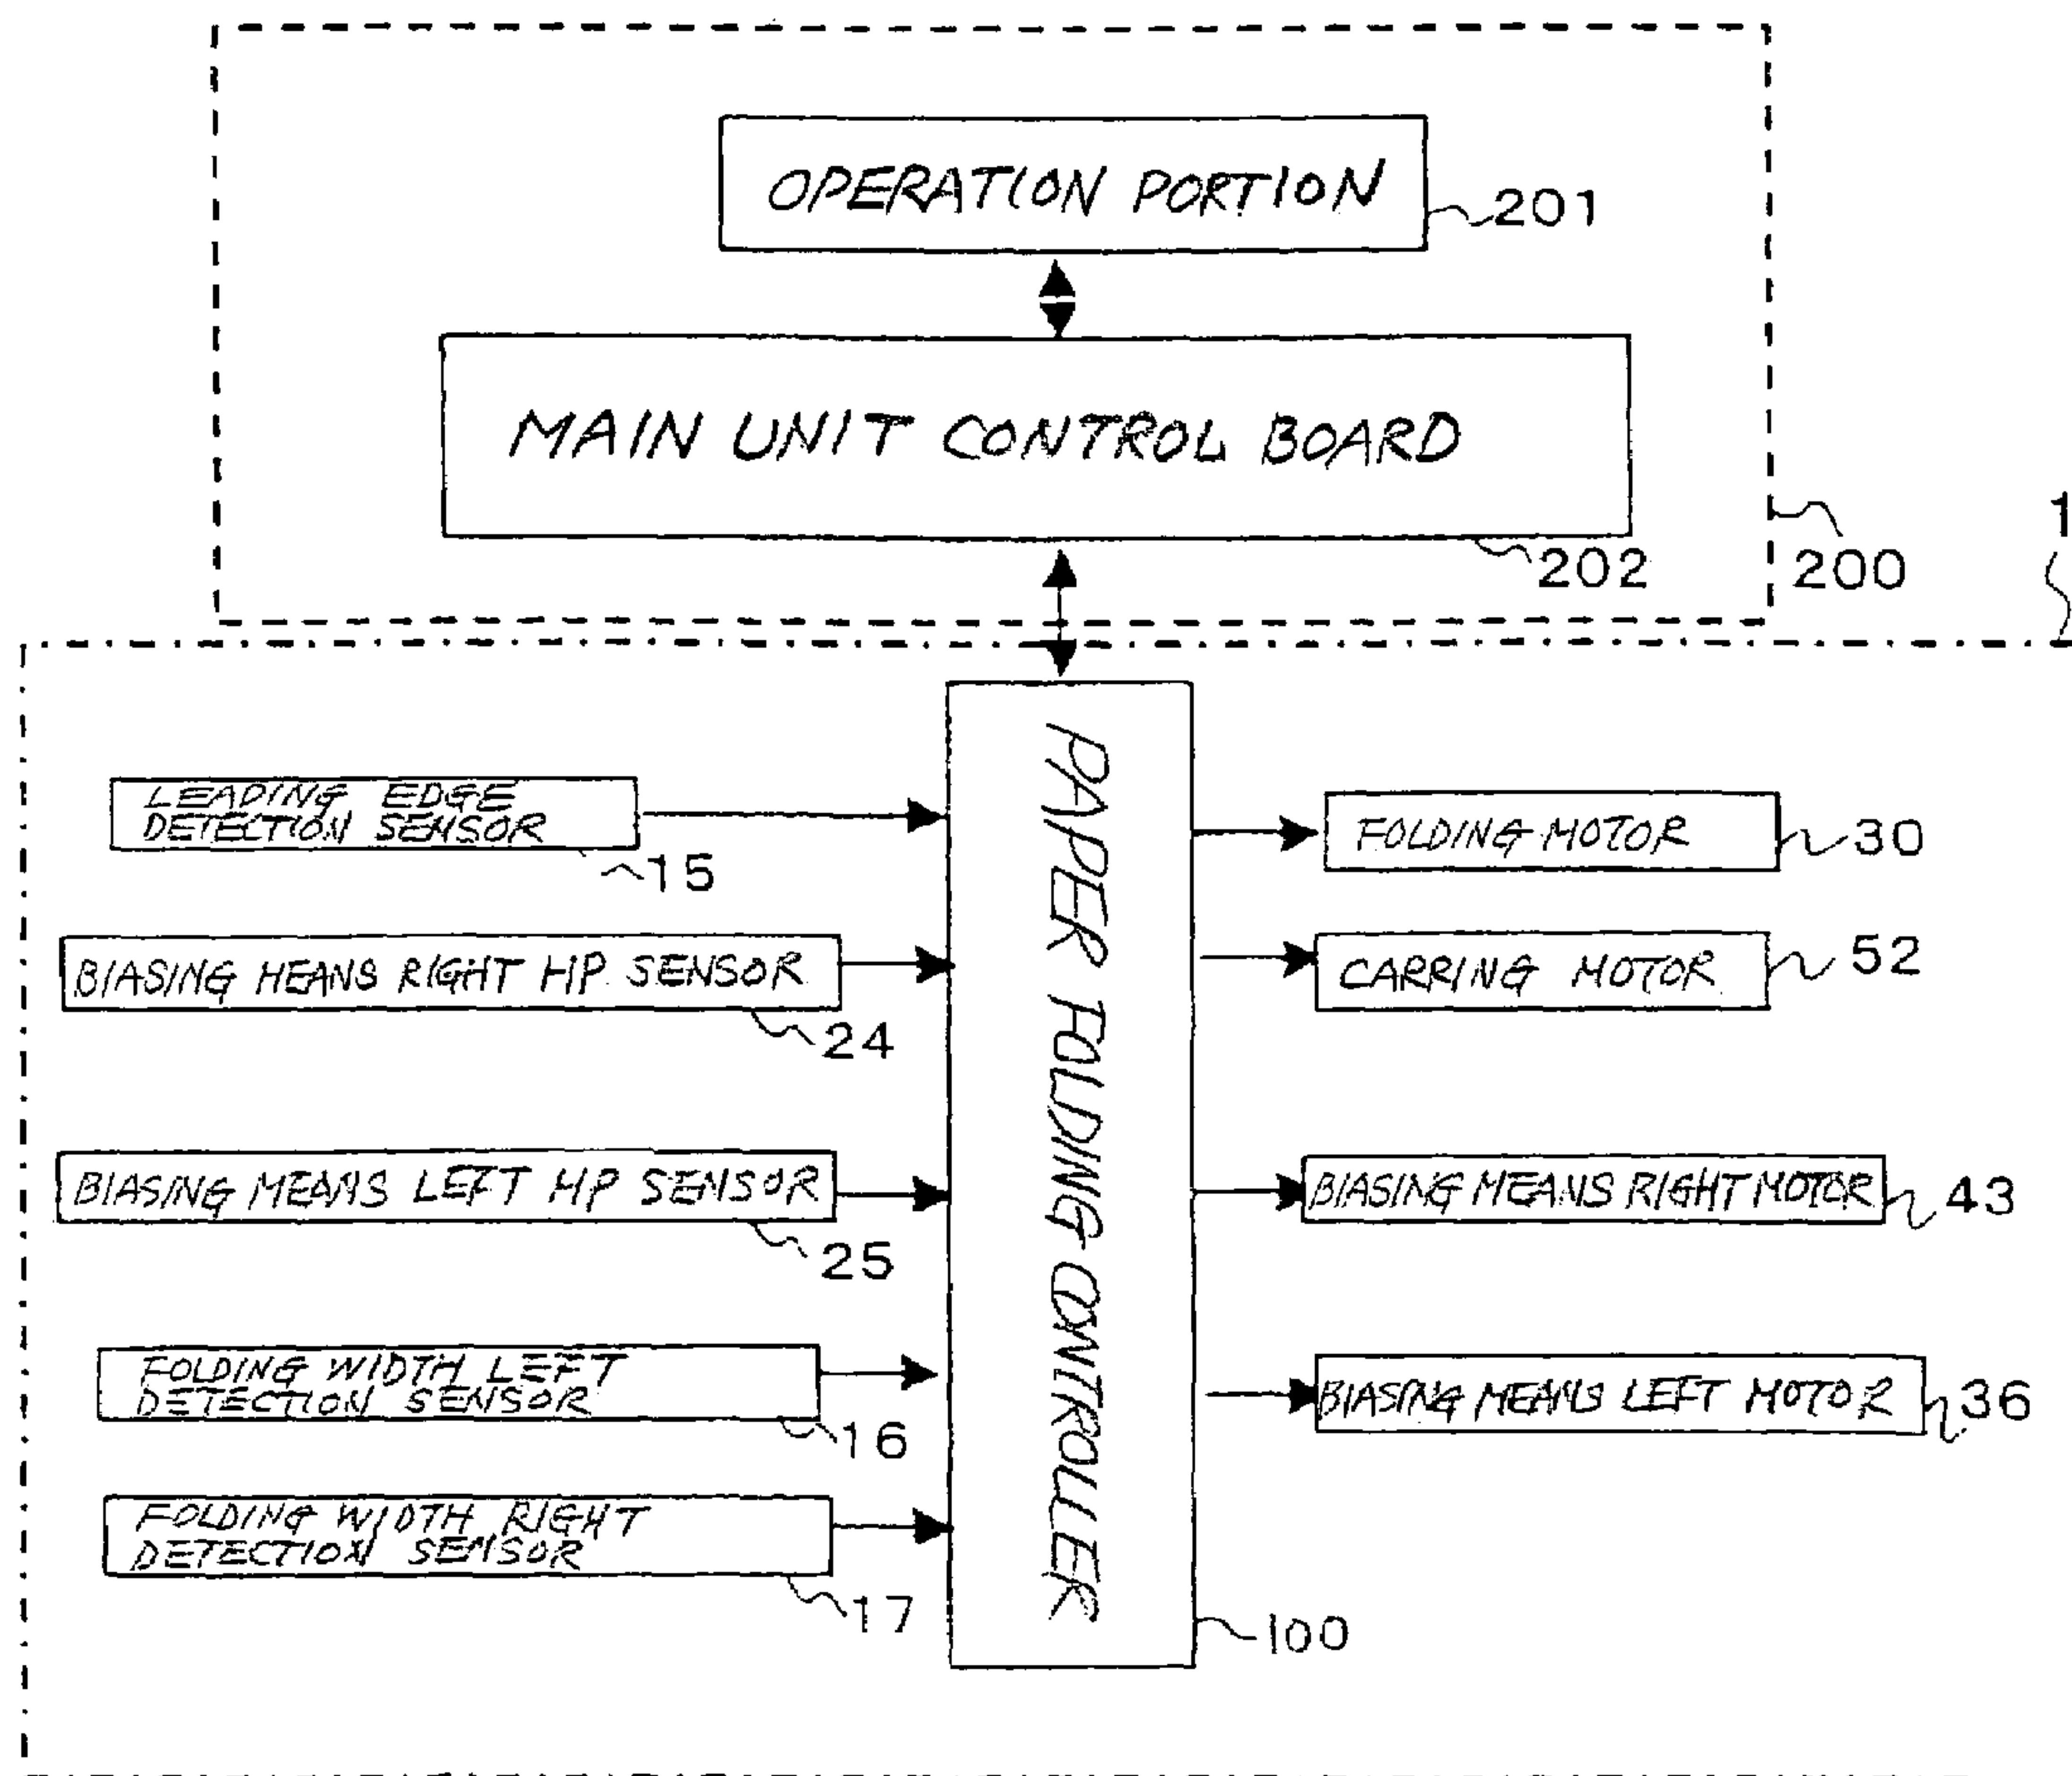 OPERATION PORTION
201
MAIN UNIT CONTROL BOARD
202
200
1
PAPER FOLDING CONTROLLER
100
LEADING EDGE
DETECTION SENSOR
15
BIASING HEANS RIGHT HP SENSOR
24
BIASING MEANS LEFT HP SENSOR
25
FOLDING WIDTH LEFT
DETECTION SENSOR
16
FOLDING WIDTH RIGHT
DETECTION SENSOR
17
FOLDING MOTOR
30
CARRING MOTOR
52
BIASING MEANS RIGHT MOTOR
43
BIASING MEANS LEFT MOTOR
36